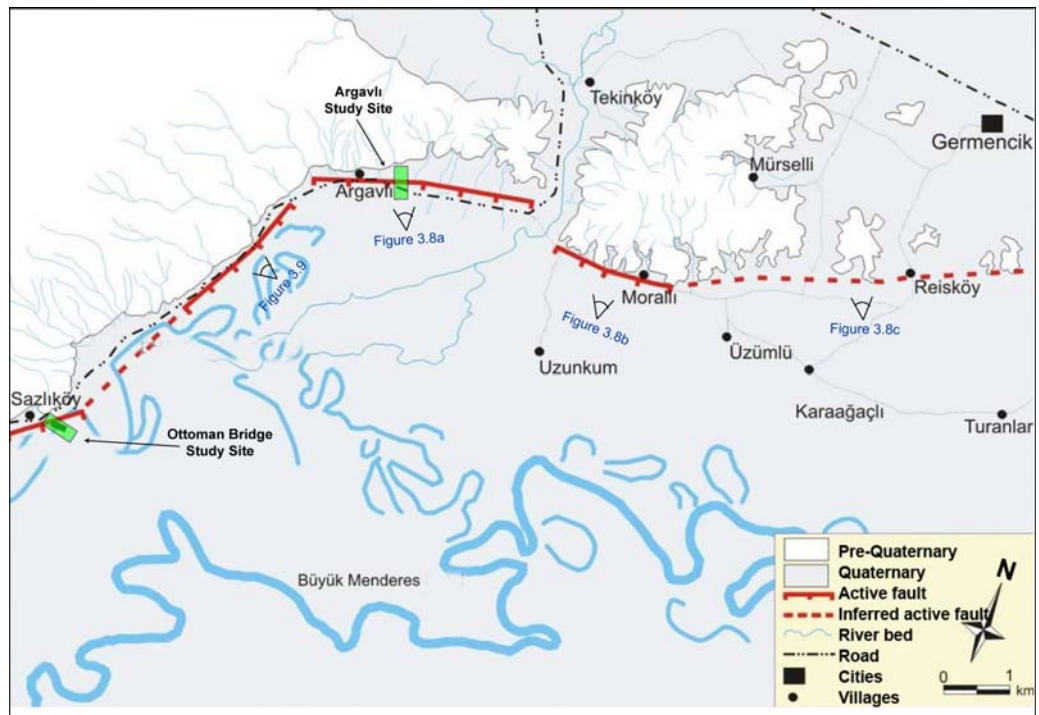 Argavlı
Study Site
Tekinköy
Germencik
Mürselli
Argavlı
Figure 3.8a
Figure 3.9
Moralli
Reisköy
Figure 3.8b
Figure 3.8c
Uzunkum
Üzümlü
Sazlıköy
Karaağaçlı
Turanlar
Ottoman Bridge
Study Site
Büyük Menderes
Pre-Quaternary
Quaternary
Active fault
Inferred active fault
River bed
Road
Cities
Villages
N
0 1
km